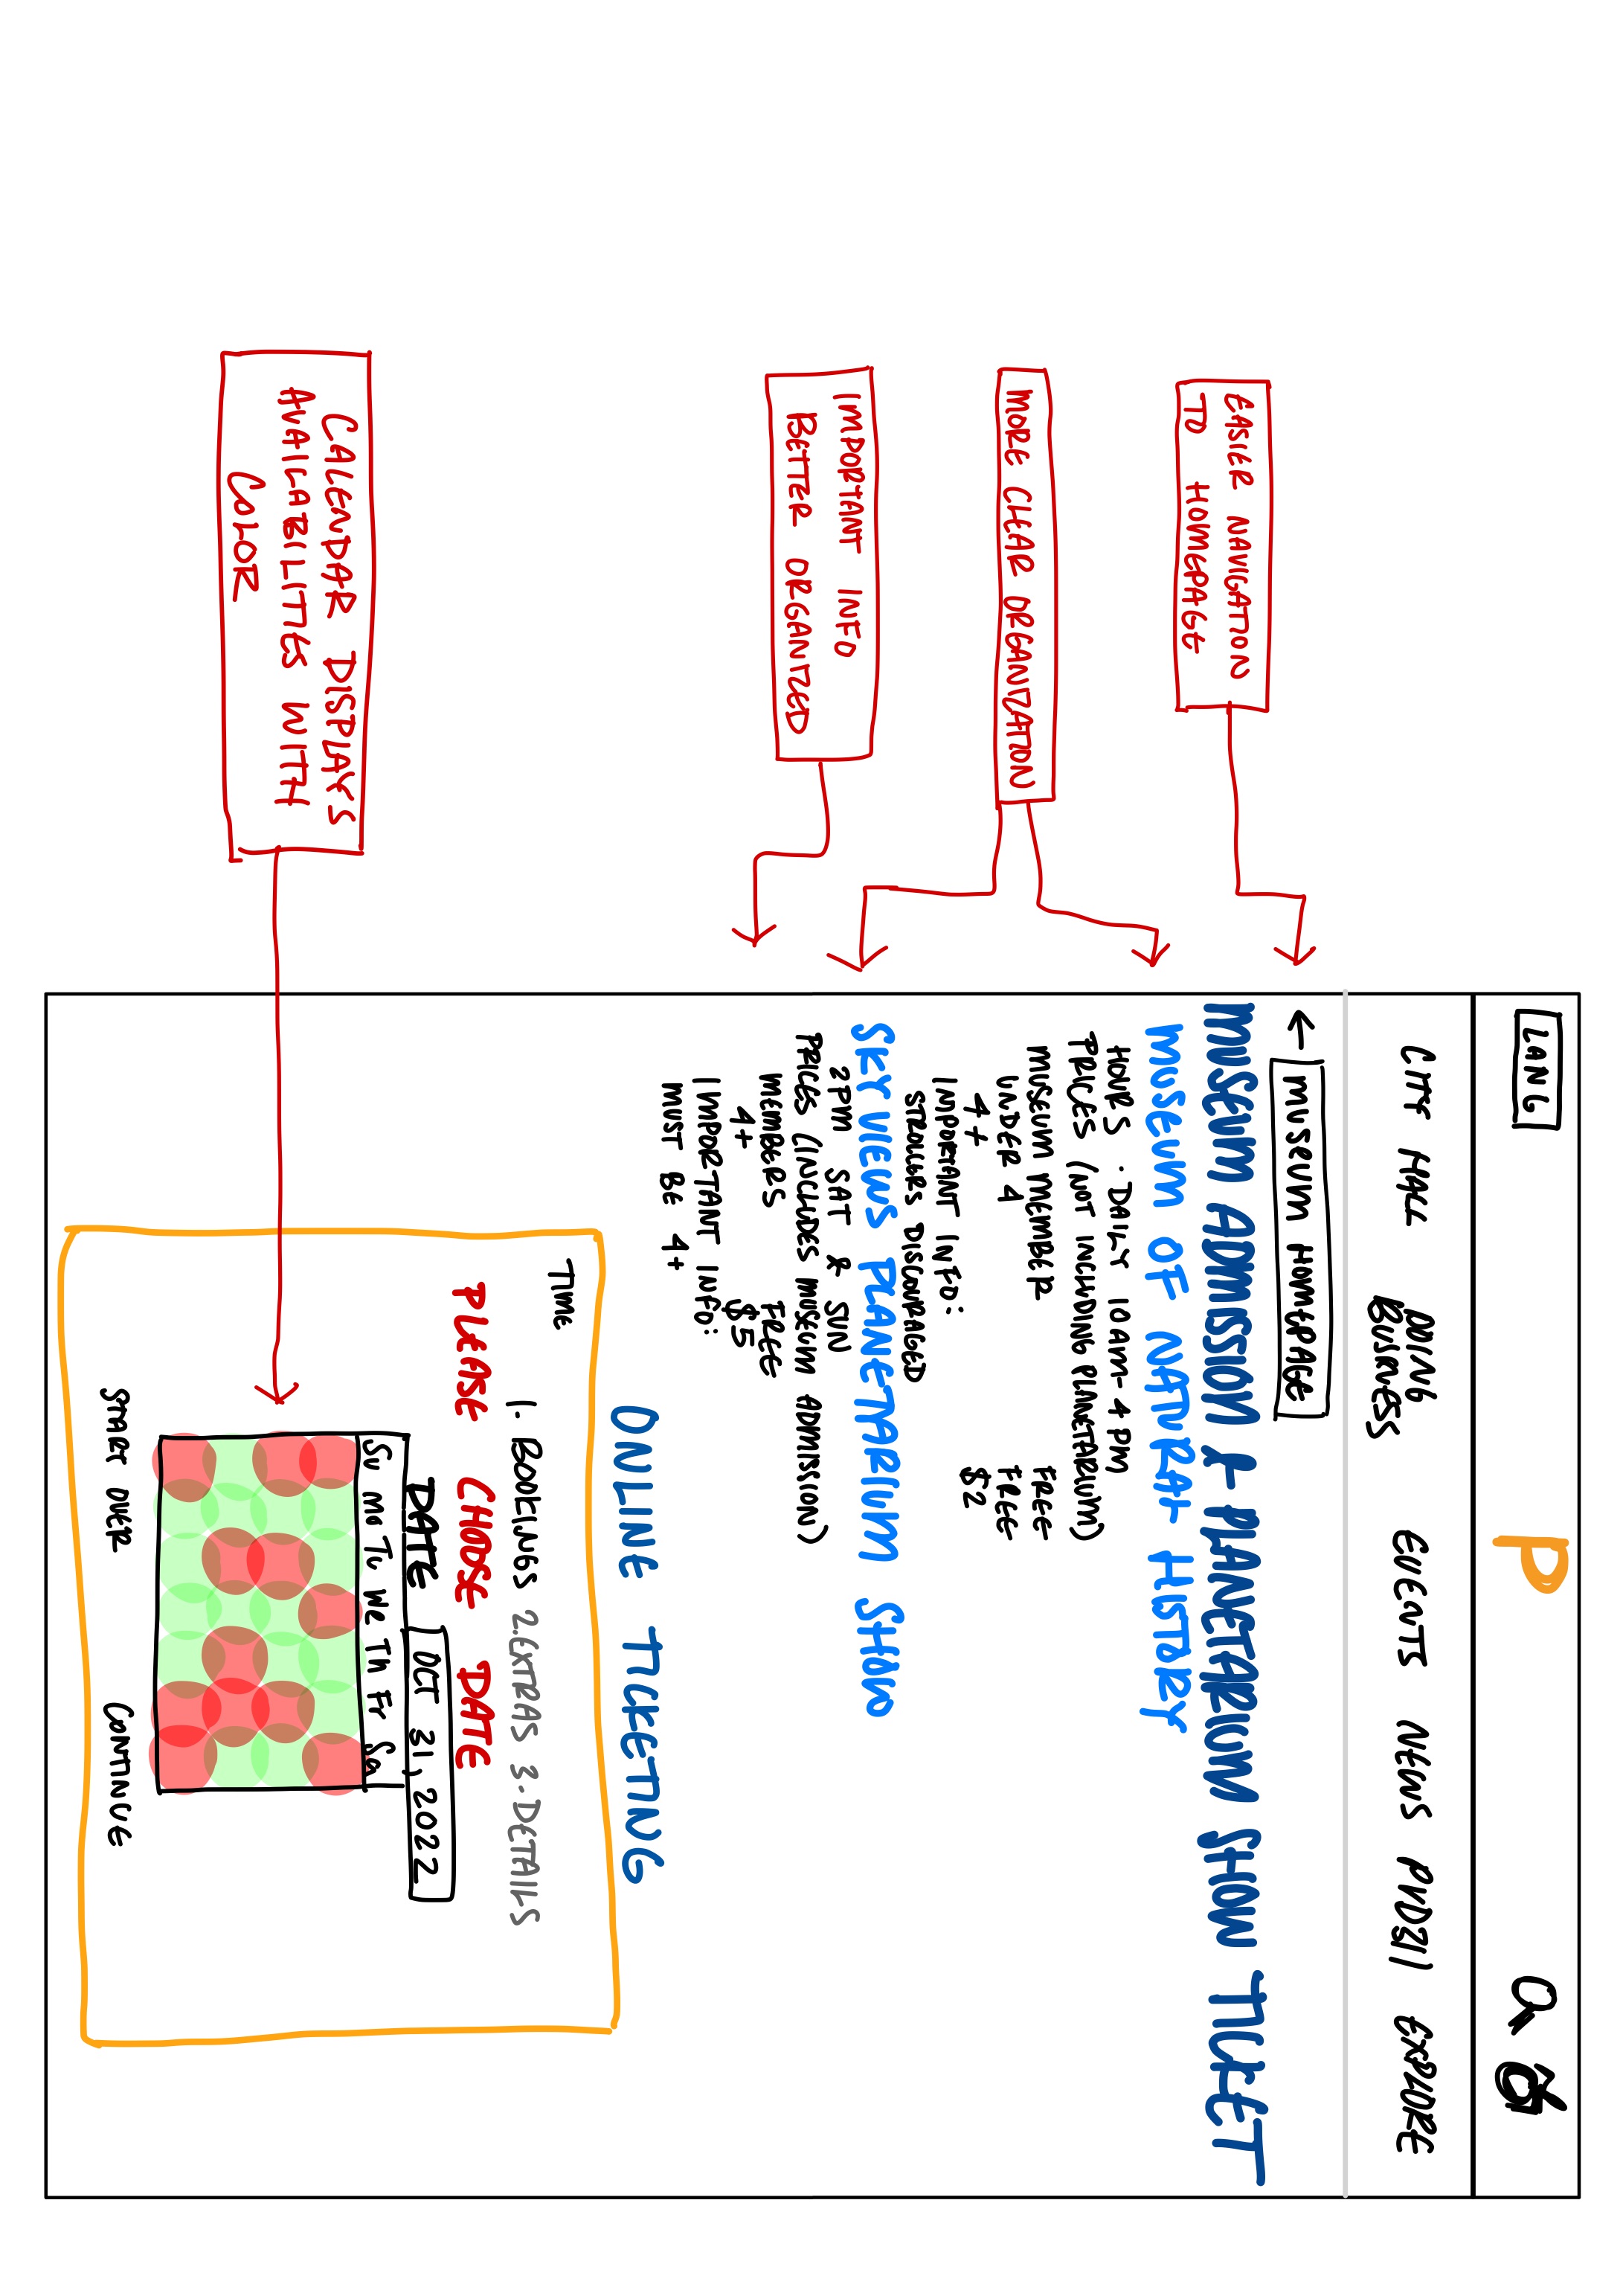 LANG
P
CITY HALL
DOING
BUSINESS
EVENTS
NEWS
PVD311
EXPLORE
← MUSEUM HOMEPAGE
EASIER NAVIGATION
TO HOMEPAGE
MUSEUM ADMISSION & PLANETARIUM SHOW TICKET
MUSEUM OF NATURAL HISTORY
HOURS · DAILY 10AM-4PM
PRICES (NOT INCLUDING PLANETARIUM)
MUSEUM MEMBER FREE
UNDER 4 FREE
4+ $2
MORE CLEAR ORGANIZATION
IMPORTANT INFO:
STROLLERS DISCOURAGED
SKY VIEWS PLANETARIUM SHOW
2PM SAT & SUN
PRICES (INCLUDES MUSEUM ADMISSION)
MEMBERS FREE
4+ $5
IMPORTANT INFO:
MUST BE 4+
IMPORTANT INFO
BETTER ORGANIZED
ONLINE TICKETING
TIME
1. BOOKINGS 2.EXTRAS 3.DETAILS
PLEASE CHOOSE DATE
DATE OCT 31, 2022
Su Mo Tu We Th Fr Sa
CALENDAR DISPLAYS
AVAILABILITIES WITH
COLOR
START OVER CONTINUE